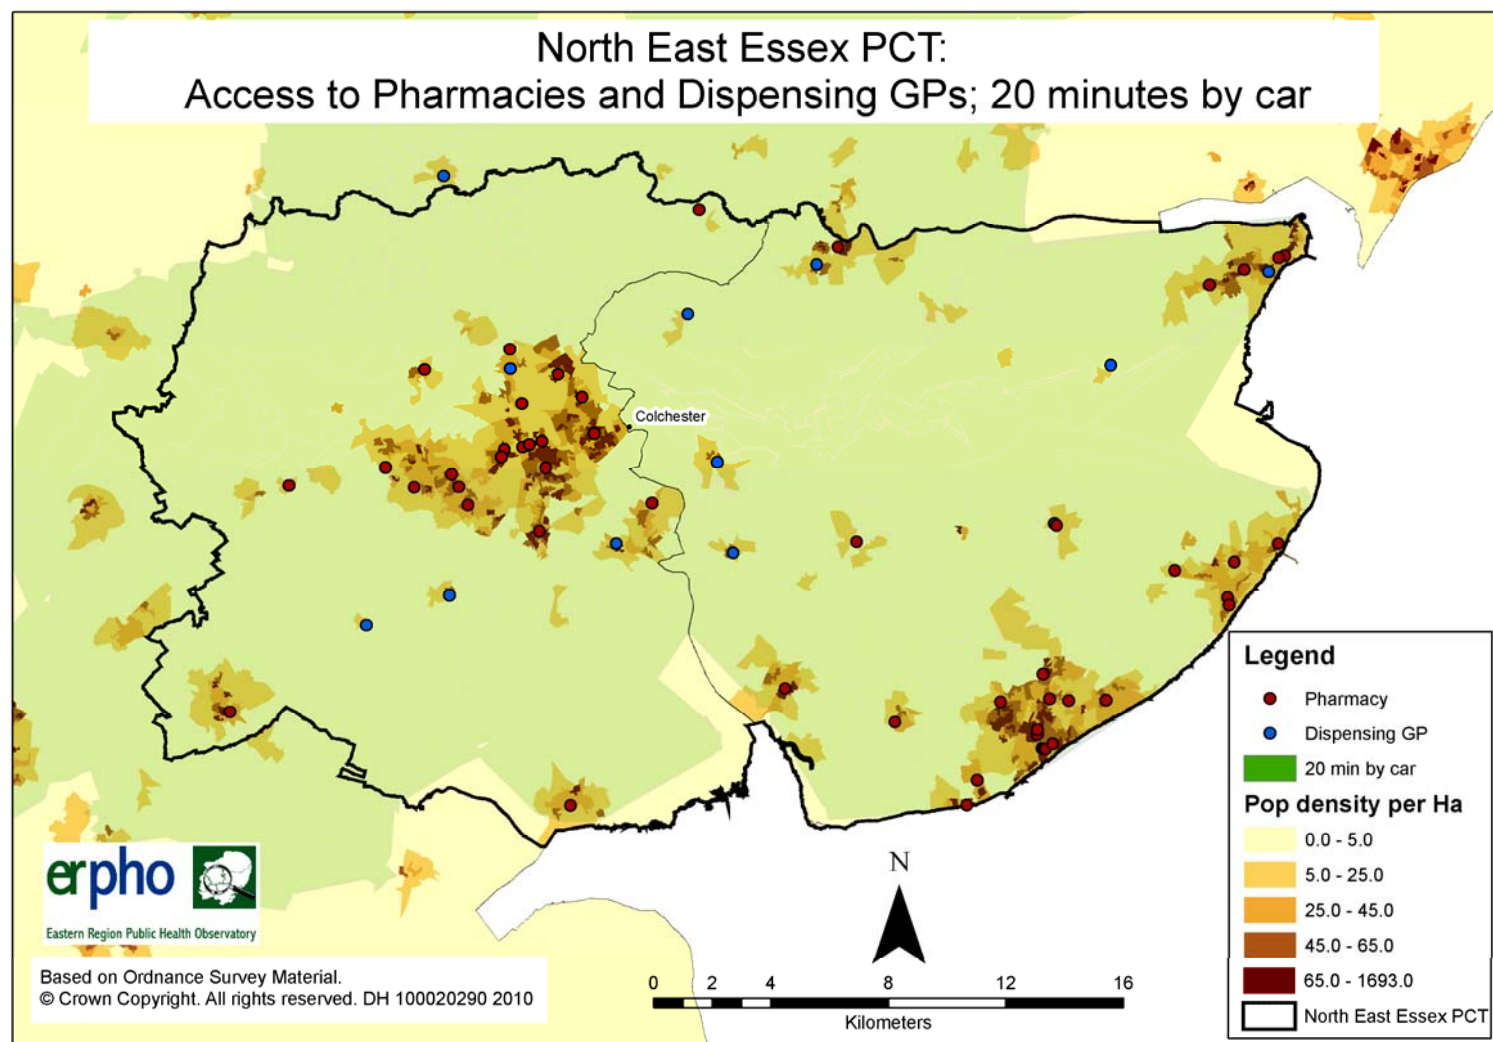 North East Essex PCT:
Access to Pharmacies and Dispensing GPs; 20 minutes by car
Colchester
Legend
Pharmacy
Dispensing GP
20 min by car
Pop density per Ha
0.0 - 5.0
5.0 - 25.0
25.0 - 45.0
45.0 - 65.0
65.0 - 1693.0
North East Essex PCT
erpho
Eastern Region Public Health Observatory
Based on Ordnance Survey Material.
© Crown Copyright. All rights reserved. DH 100020290 2010
N
0 2 4 8 12 16
Kilometers